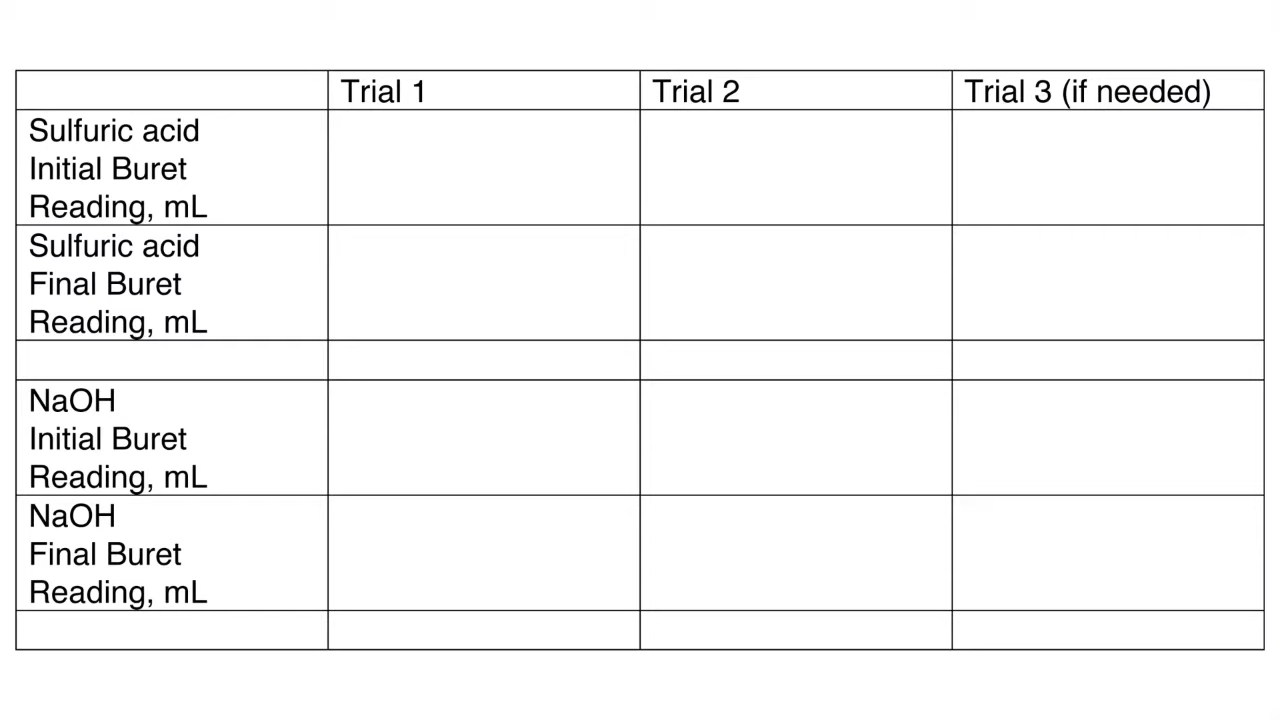 Trial 1
Trial 2
Trial 3 (if needed)
Sulfuric acid
Initial Buret
Reading, mL
Sulfuric acid
Final Buret
Reading, mL
NaOH
Initial Buret
Reading, mL
NaOH
Final Buret
Reading, mL